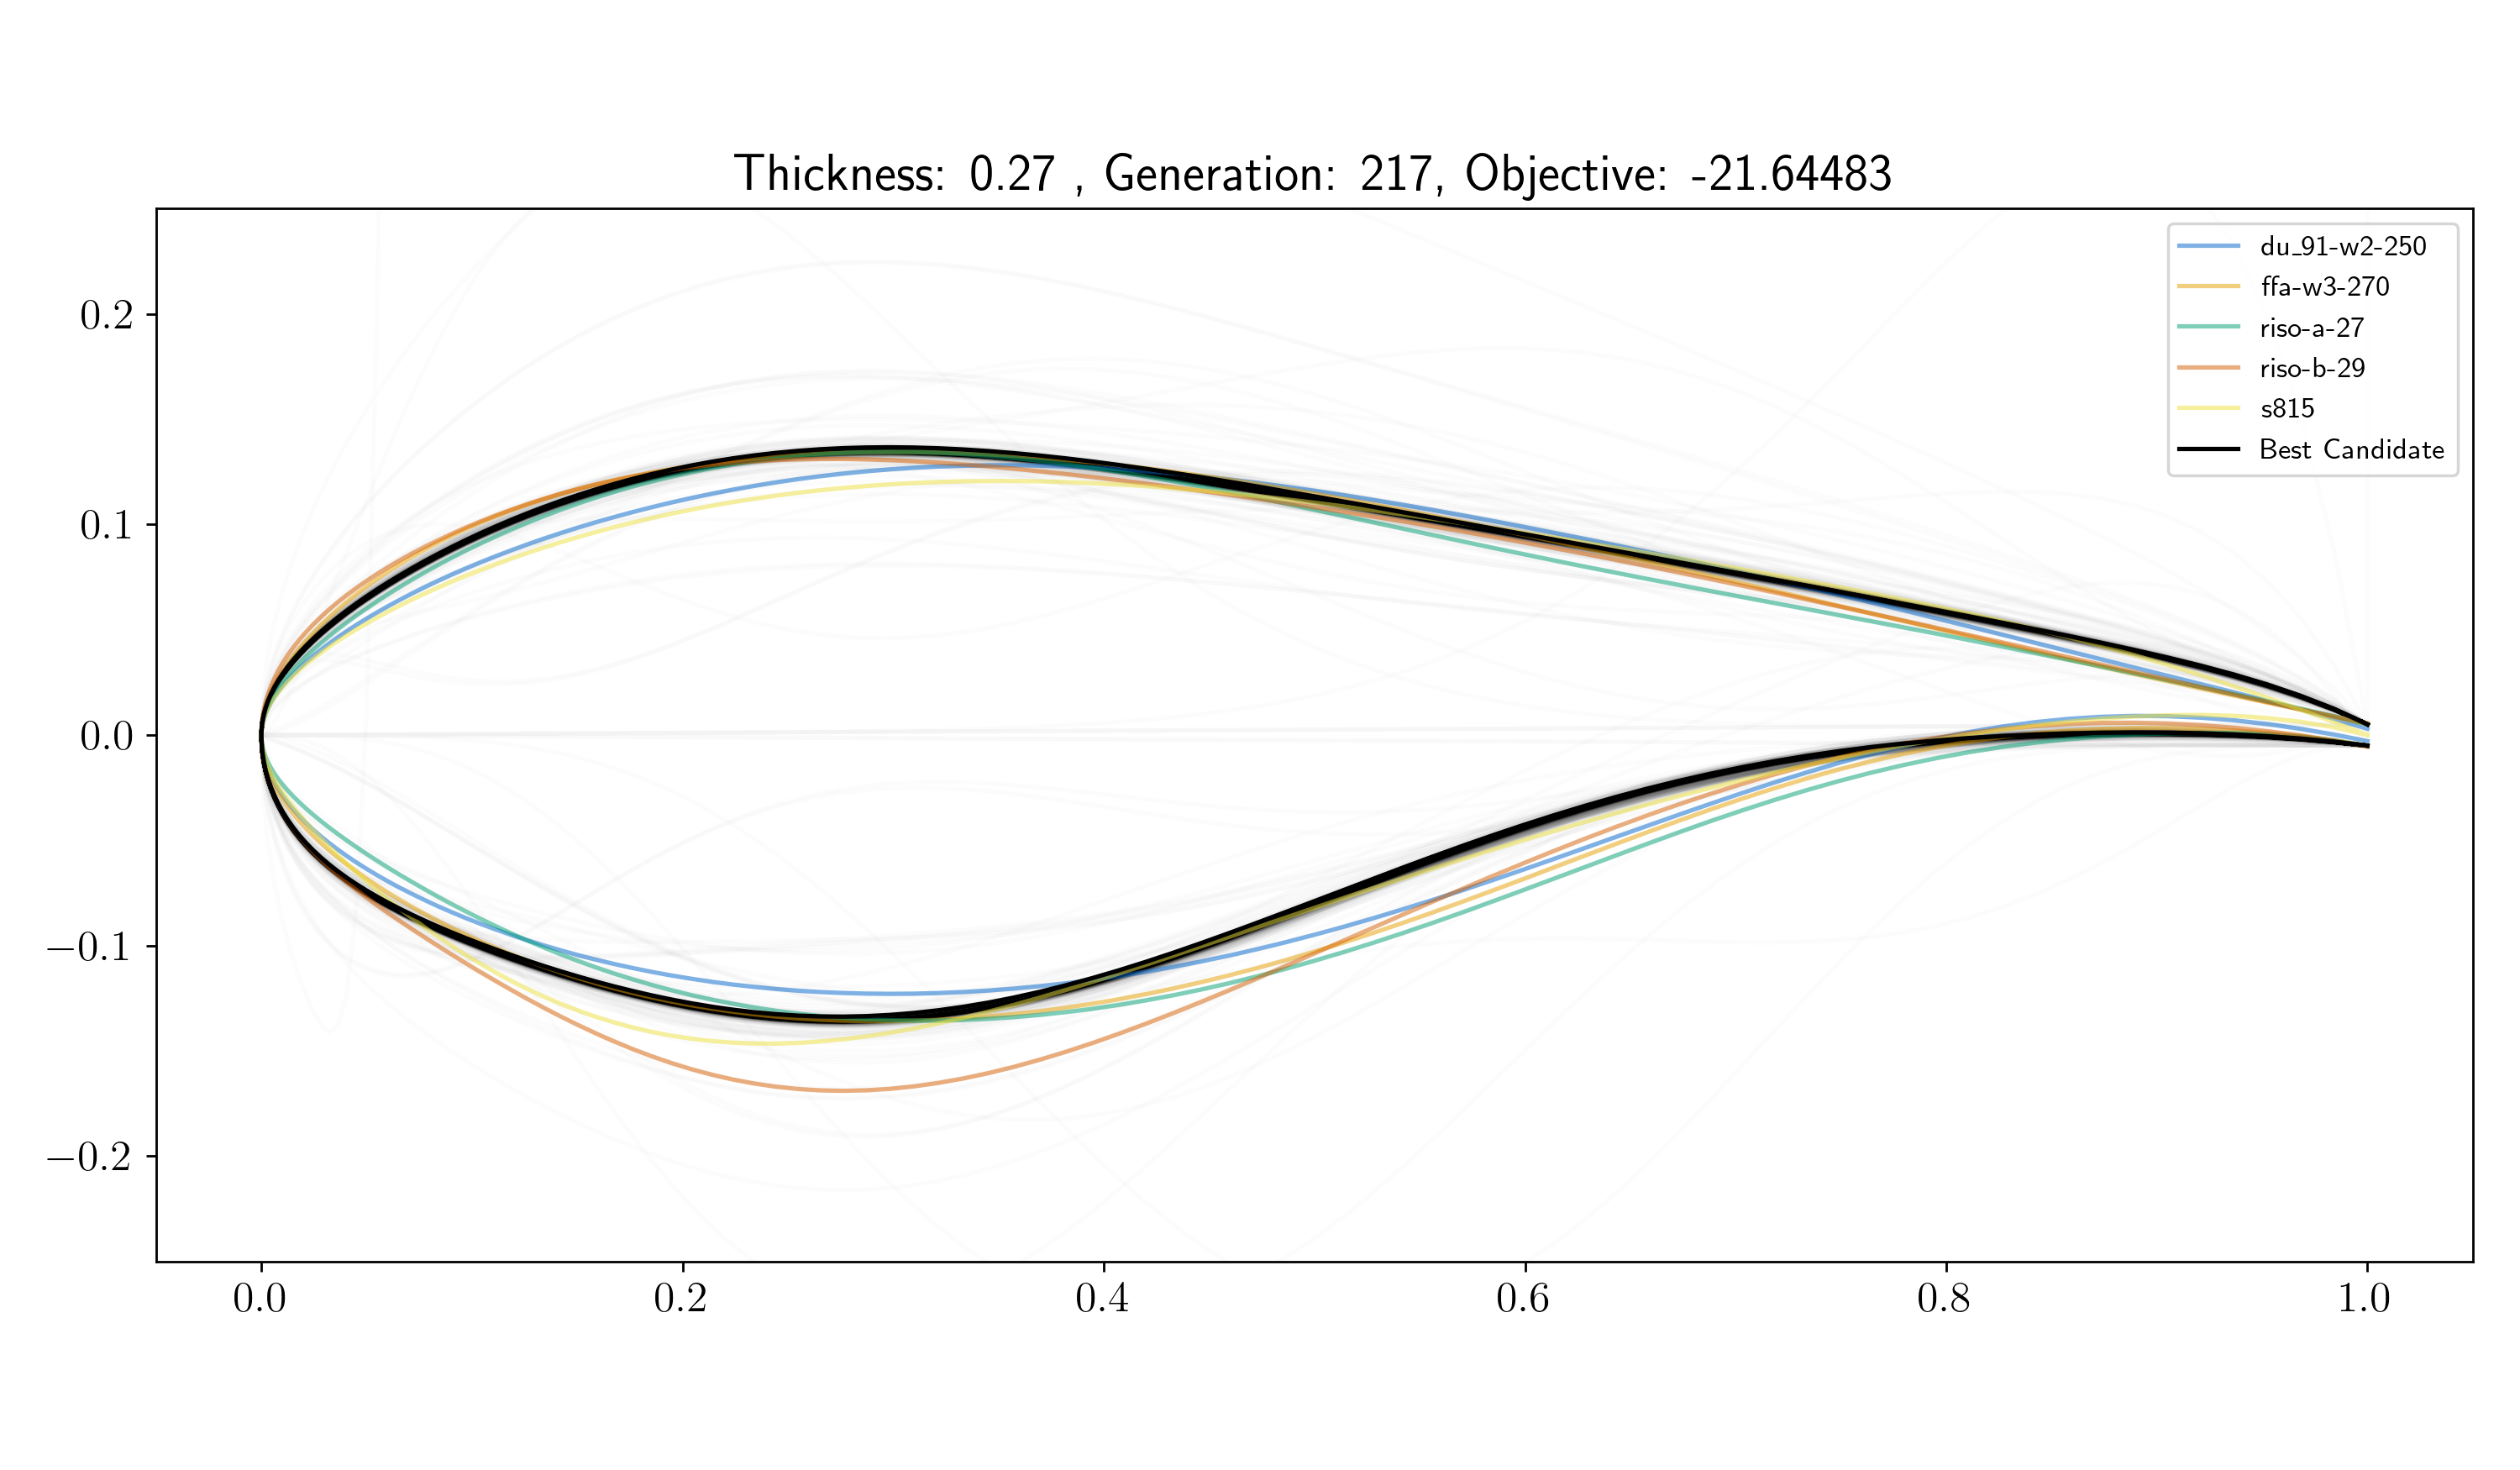 Thickness: 0.27 , Generation: 217, Objective: -21.64483
du_91-w2-250
ffa-w3-270
riso-a-27
riso-b-29
s815
Best Candidate
0.2
0.1
0.0
−0.1
−0.2
0.0 0.2 0.4 0.6 0.8 1.0